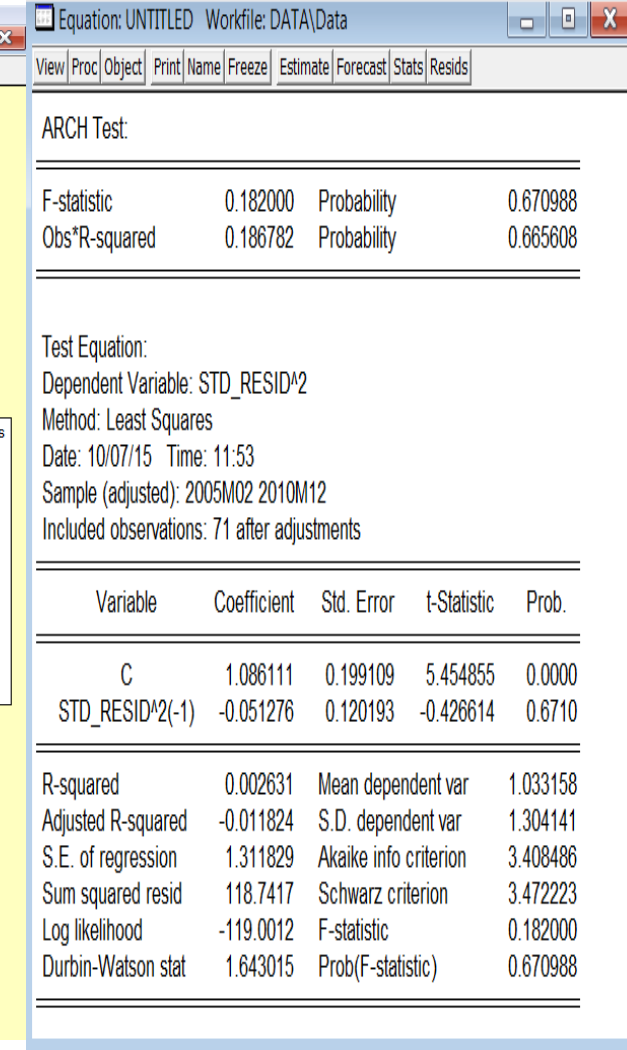 Equation: UNTITLED Workfile: DATA\Data
View Proc Object Print Name Freeze Estimate Forecast Stats Resids
ARCH Test:
F-statistic 0.182000 Probability 0.670988
Obs*R-squared 0.186782 Probability 0.665608
Test Equation:
Dependent Variable: STD_RESID^2
Method: Least Squares
Date: 10/07/15 Time: 11:53
Sample (adjusted): 2005M02 2010M12
Included observations: 71 after adjustments
Variable Coefficient Std. Error t-Statistic Prob.
C 1.086111 0.199109 5.454855 0.0000
STD_RESID^2(-1) -0.051276 0.120193 -0.426614 0.6710
R-squared 0.002631 Mean dependent var 1.033158
Adjusted R-squared -0.011824 S.D. dependent var 1.304141
S.E. of regression 1.311829 Akaike info criterion 3.408486
Sum squared resid 118.7417 Schwarz criterion 3.472223
Log likelihood -119.0012 F-statistic 0.182000
Durbin-Watson stat 1.643015 Prob(F-statistic) 0.670988